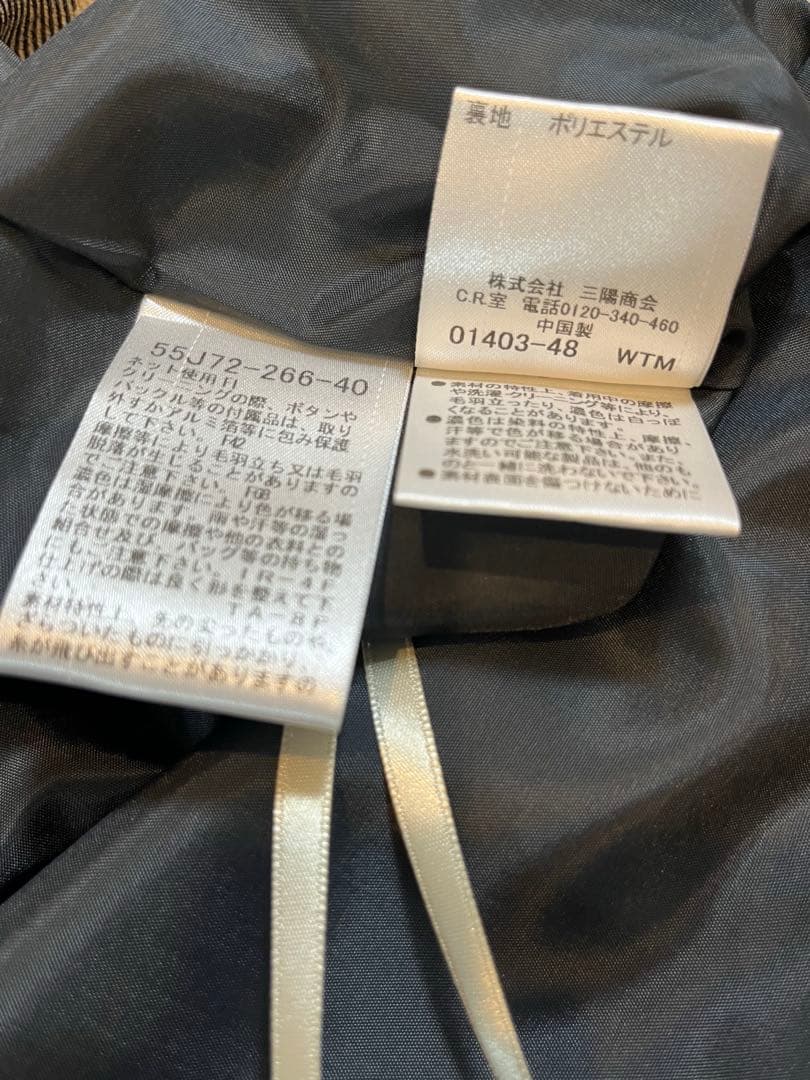 裏地 ポリエステル
株式会社 三陽商会
C.R.室 電話0120-340-460
中国製
01403-48 WTM
素材の特性上、着用中の摩擦
や洗濯・クリーニング等により、
毛羽立ったり、濃色は白っぽ
くなることがあります。
● 濃色は染料の特性上、摩擦、
汗等で色が移る場合があり
ますのでご注意下さい。
水洗い可能な製品は、他のも
のと一緒に洗わないで下さい。
● 素材表面を傷つけないために
55J72-266-40
ネット使用
クリーニングの際、ボタンや
バックル等の付属品は、取り
外すかアルミ箔等に包み保護
して下さい。
摩擦等により毛羽立ち又は毛羽
脱落が生じることがありますの
でご注意下さい。
濃色は湿摩擦により色が移る場
合があります。雨や汗等の湿っ
た状態での摩擦や他の衣料との
組合せ及び、バッグ等の持ち物
にもご注意下さい。IR-4F
仕上げの際は良く形を整えて下
さい。 TA-8F
素材特性上、先の尖ったものや、
ざらついたものに引っかかり、
糸が飛び出すことがありますの